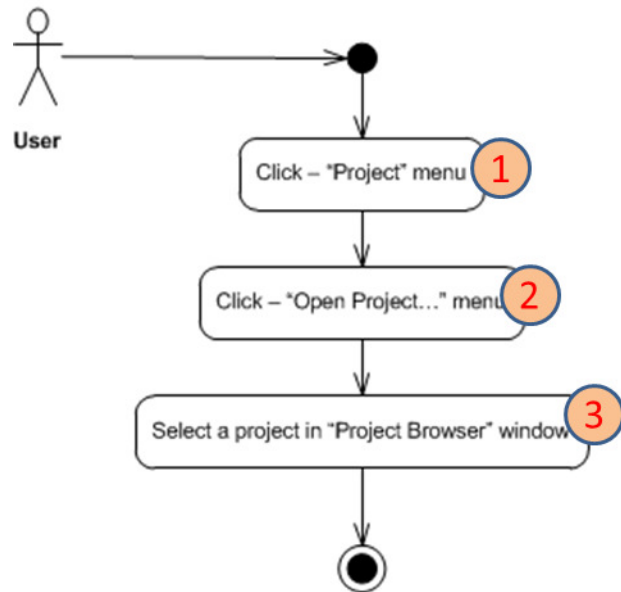 User
Click – “Project” menu
1
Click – “Open Project…” menu
2
Select a project in “Project Browser” window
3